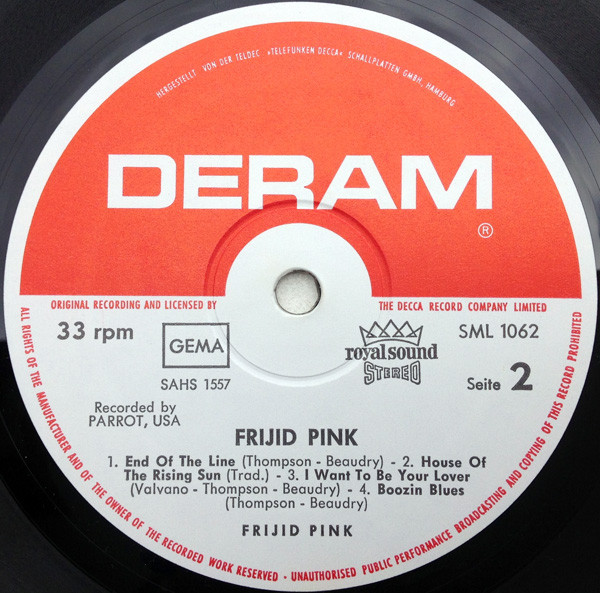 HERGESTELLT VON DER TELDEC »TELEFUNKEN DECCA« SCHALLPLATTEN GMBH, HAMBURG
DERAM
®
ORIGINAL RECORDING AND LICENSED BY THE DECCA RECORD COMPANY LIMITED
33 rpm
GEMA
royalsound
STEREO
SML 1062
SAHS 1557
Seite 2
Recorded by
PARROT, USA
FRIJID PINK
1. End Of The Line (Thompson - Beaudry) - 2. House Of
The Rising Sun (Trad.) - 3. I Want To Be Your Lover
(Valvano - Thompson - Beaudry) - 4. Boozin Blues
(Thompson - Beaudry)
FRIJID PINK
ALL RIGHTS OF THE MANUFACTURER AND OF THE OWNER OF THE RECORDED WORK RESERVED - UNAUTHORISED PUBLIC PERFORMANCE BROADCASTING AND COPYING OF THIS RECORD PROHIBITED